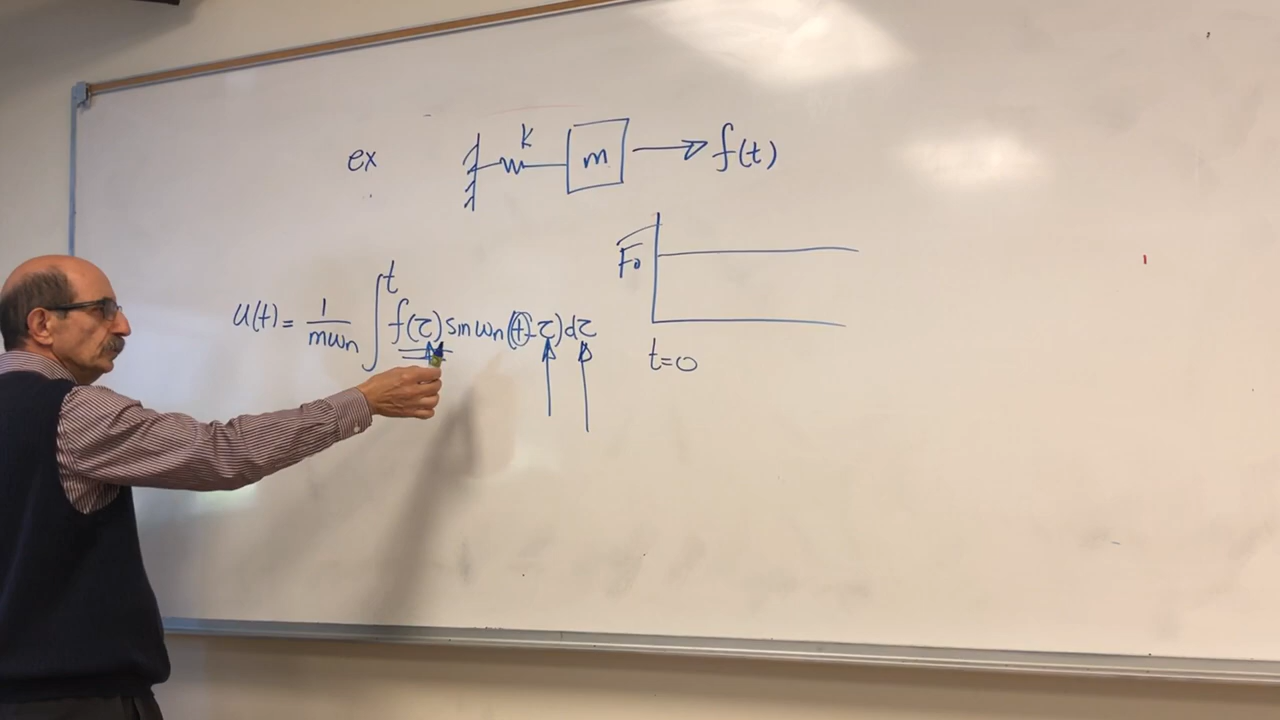 ex
k
m
f(t)
F₀
u(t) = 1/mωn ∫ᵗ f(τ) sin ωn (t-τ) dτ
t=0